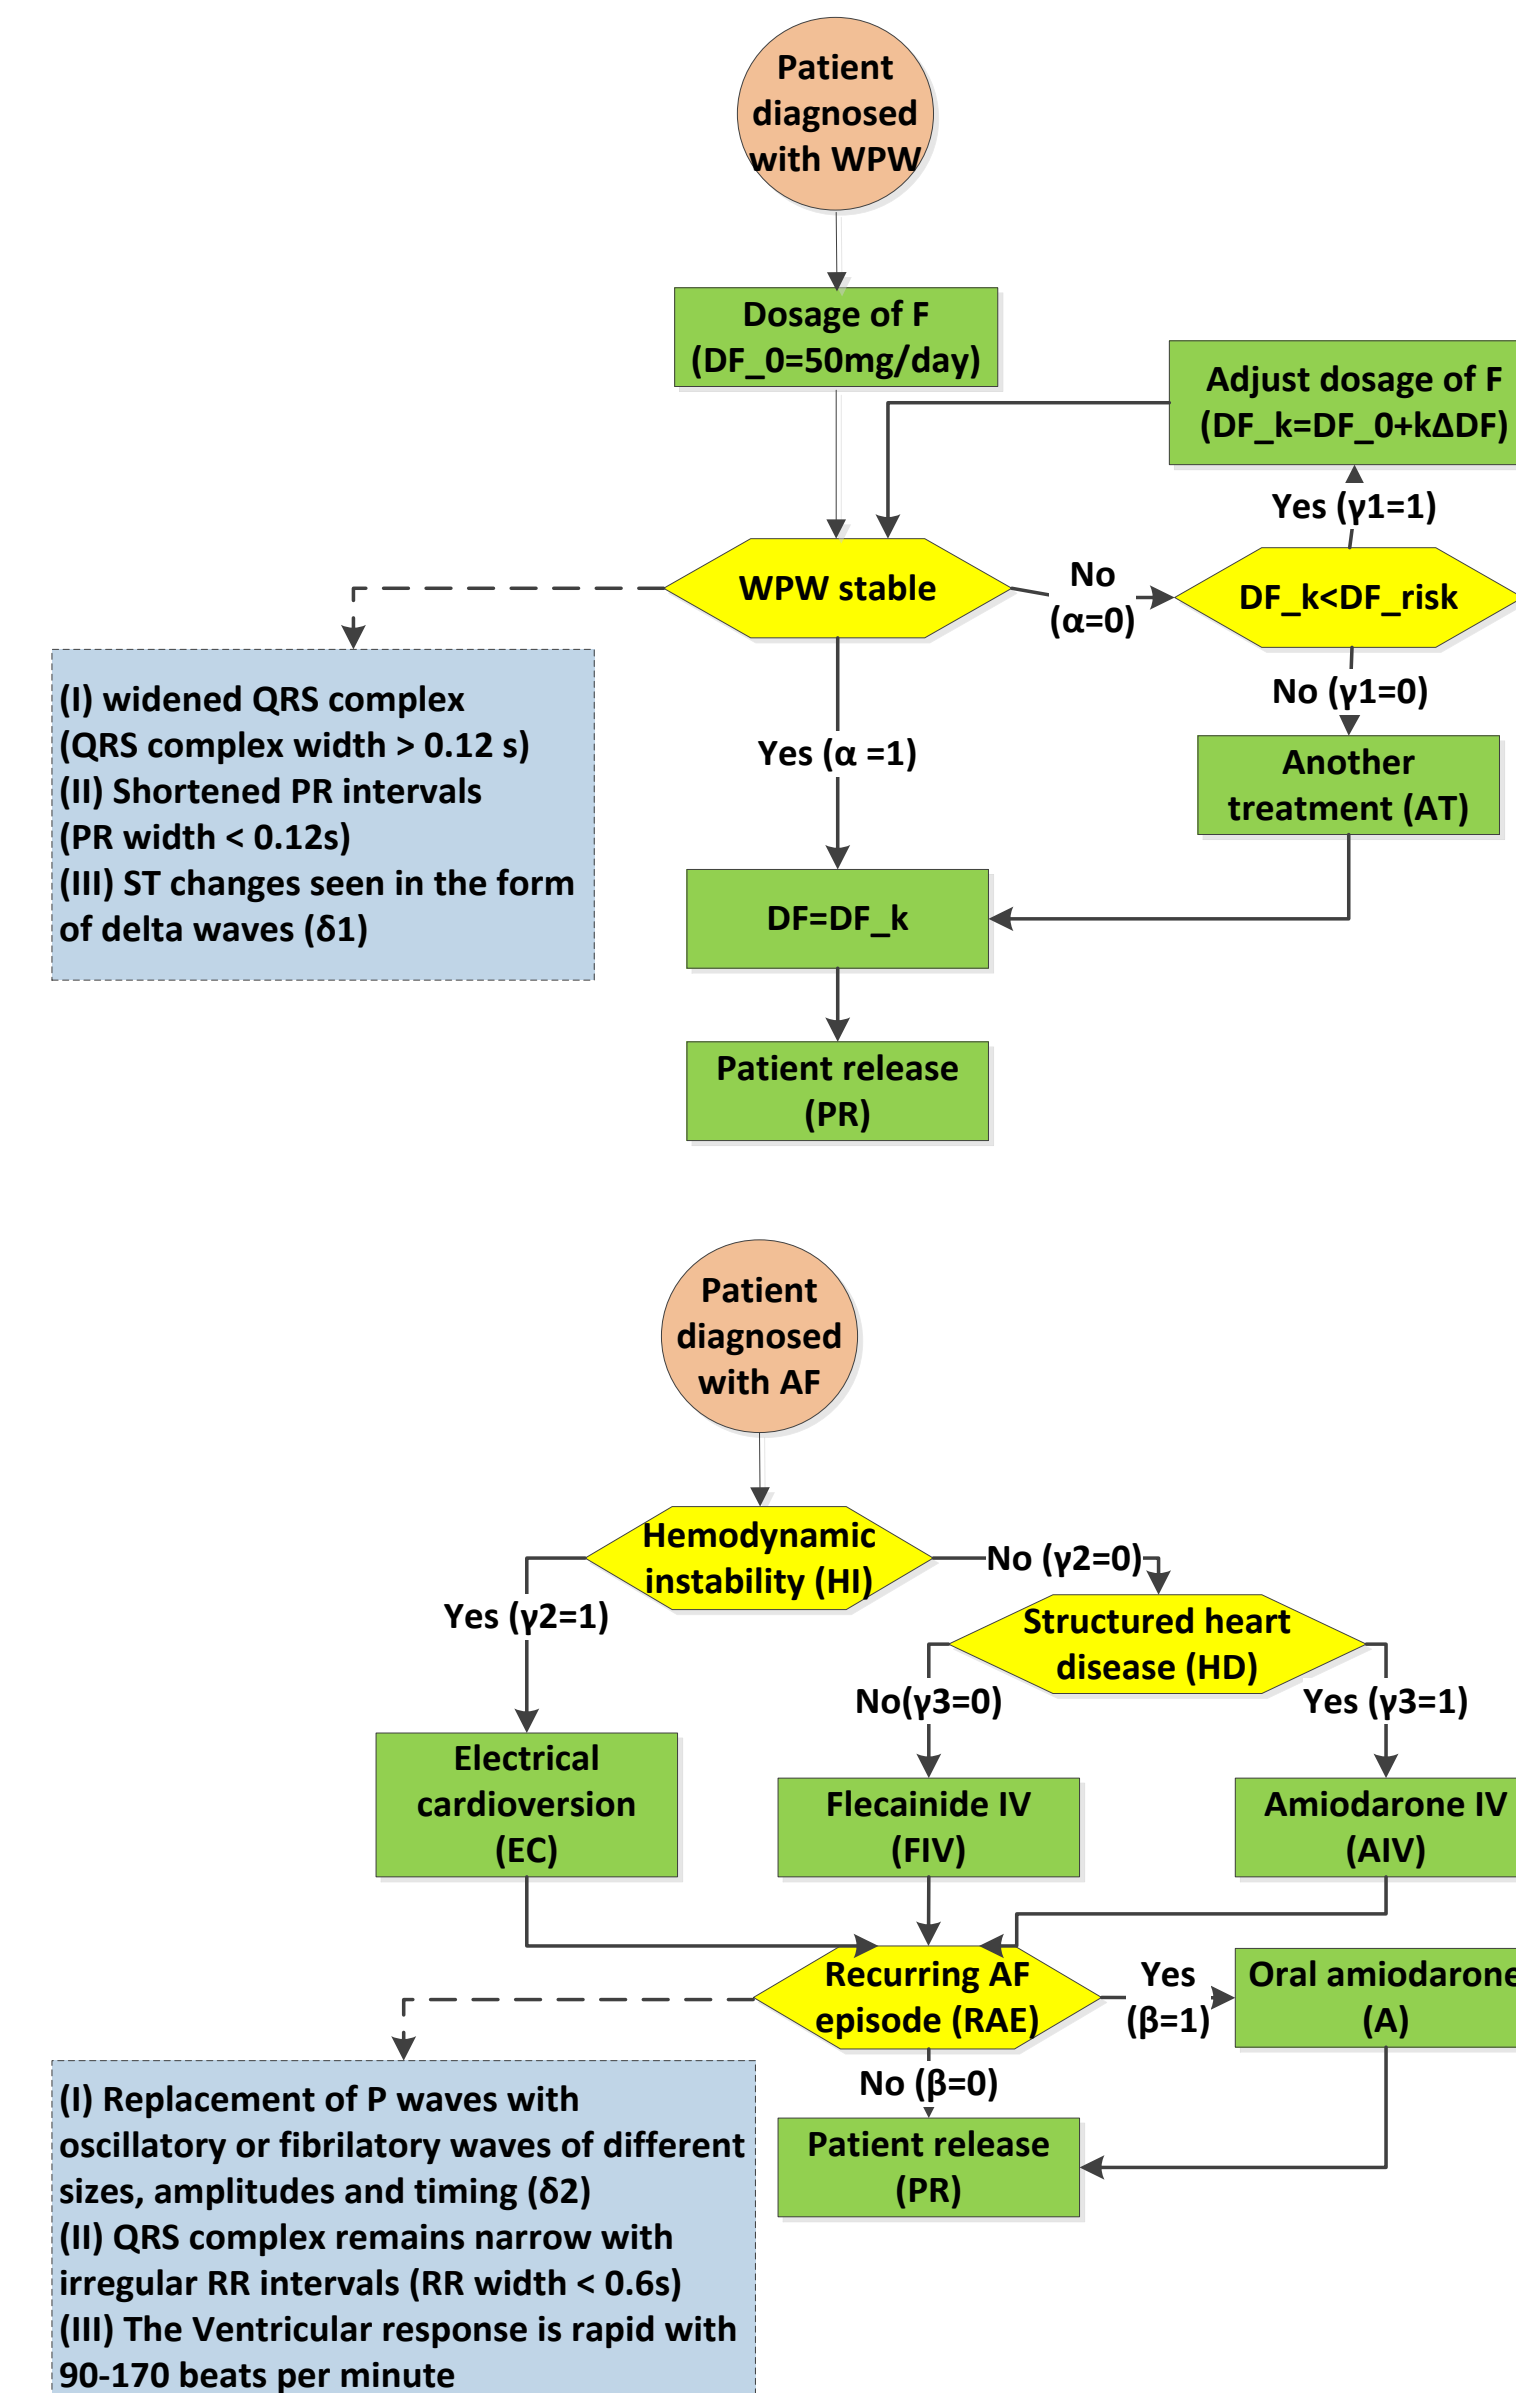 Patient
diagnosed
with WPW
Dosage of F
(DF_0=50mg/day)
Adjust dosage of F
(DF_k=DF_0+kΔDF)
Yes (γ1=1)
WPW stable
No
(α=0)
DF_k<DF_risk
No (γ1=0)
(I) widened QRS complex
(QRS complex width > 0.12 s)
(II) Shortened PR intervals
(PR width < 0.12s)
(III) ST changes seen in the form
of delta waves (δ1)
Yes (α =1)
Another
treatment (AT)
DF=DF_k
Patient release
(PR)
Patient
diagnosed
with AF
Hemodynamic
instability (HI)
No (γ2=0)
Yes (γ2=1)
Structured heart
disease (HD)
No(γ3=0)
Yes (γ3=1)
Electrical
cardioversion
(EC)
Flecainide IV
(FIV)
Amiodarone IV
(AIV)
Recurring AF
episode (RAE)
Yes
(β=1)
Oral amiodarone
(A)
No (β=0)
Patient release
(PR)
(I) Replacement of P waves with
oscillatory or fibrilatory waves of different
sizes, amplitudes and timing (δ2)
(II) QRS complex remains narrow with
irregular RR intervals (RR width < 0.6s)
(III) The Ventricular response is rapid with
90-170 beats per minute